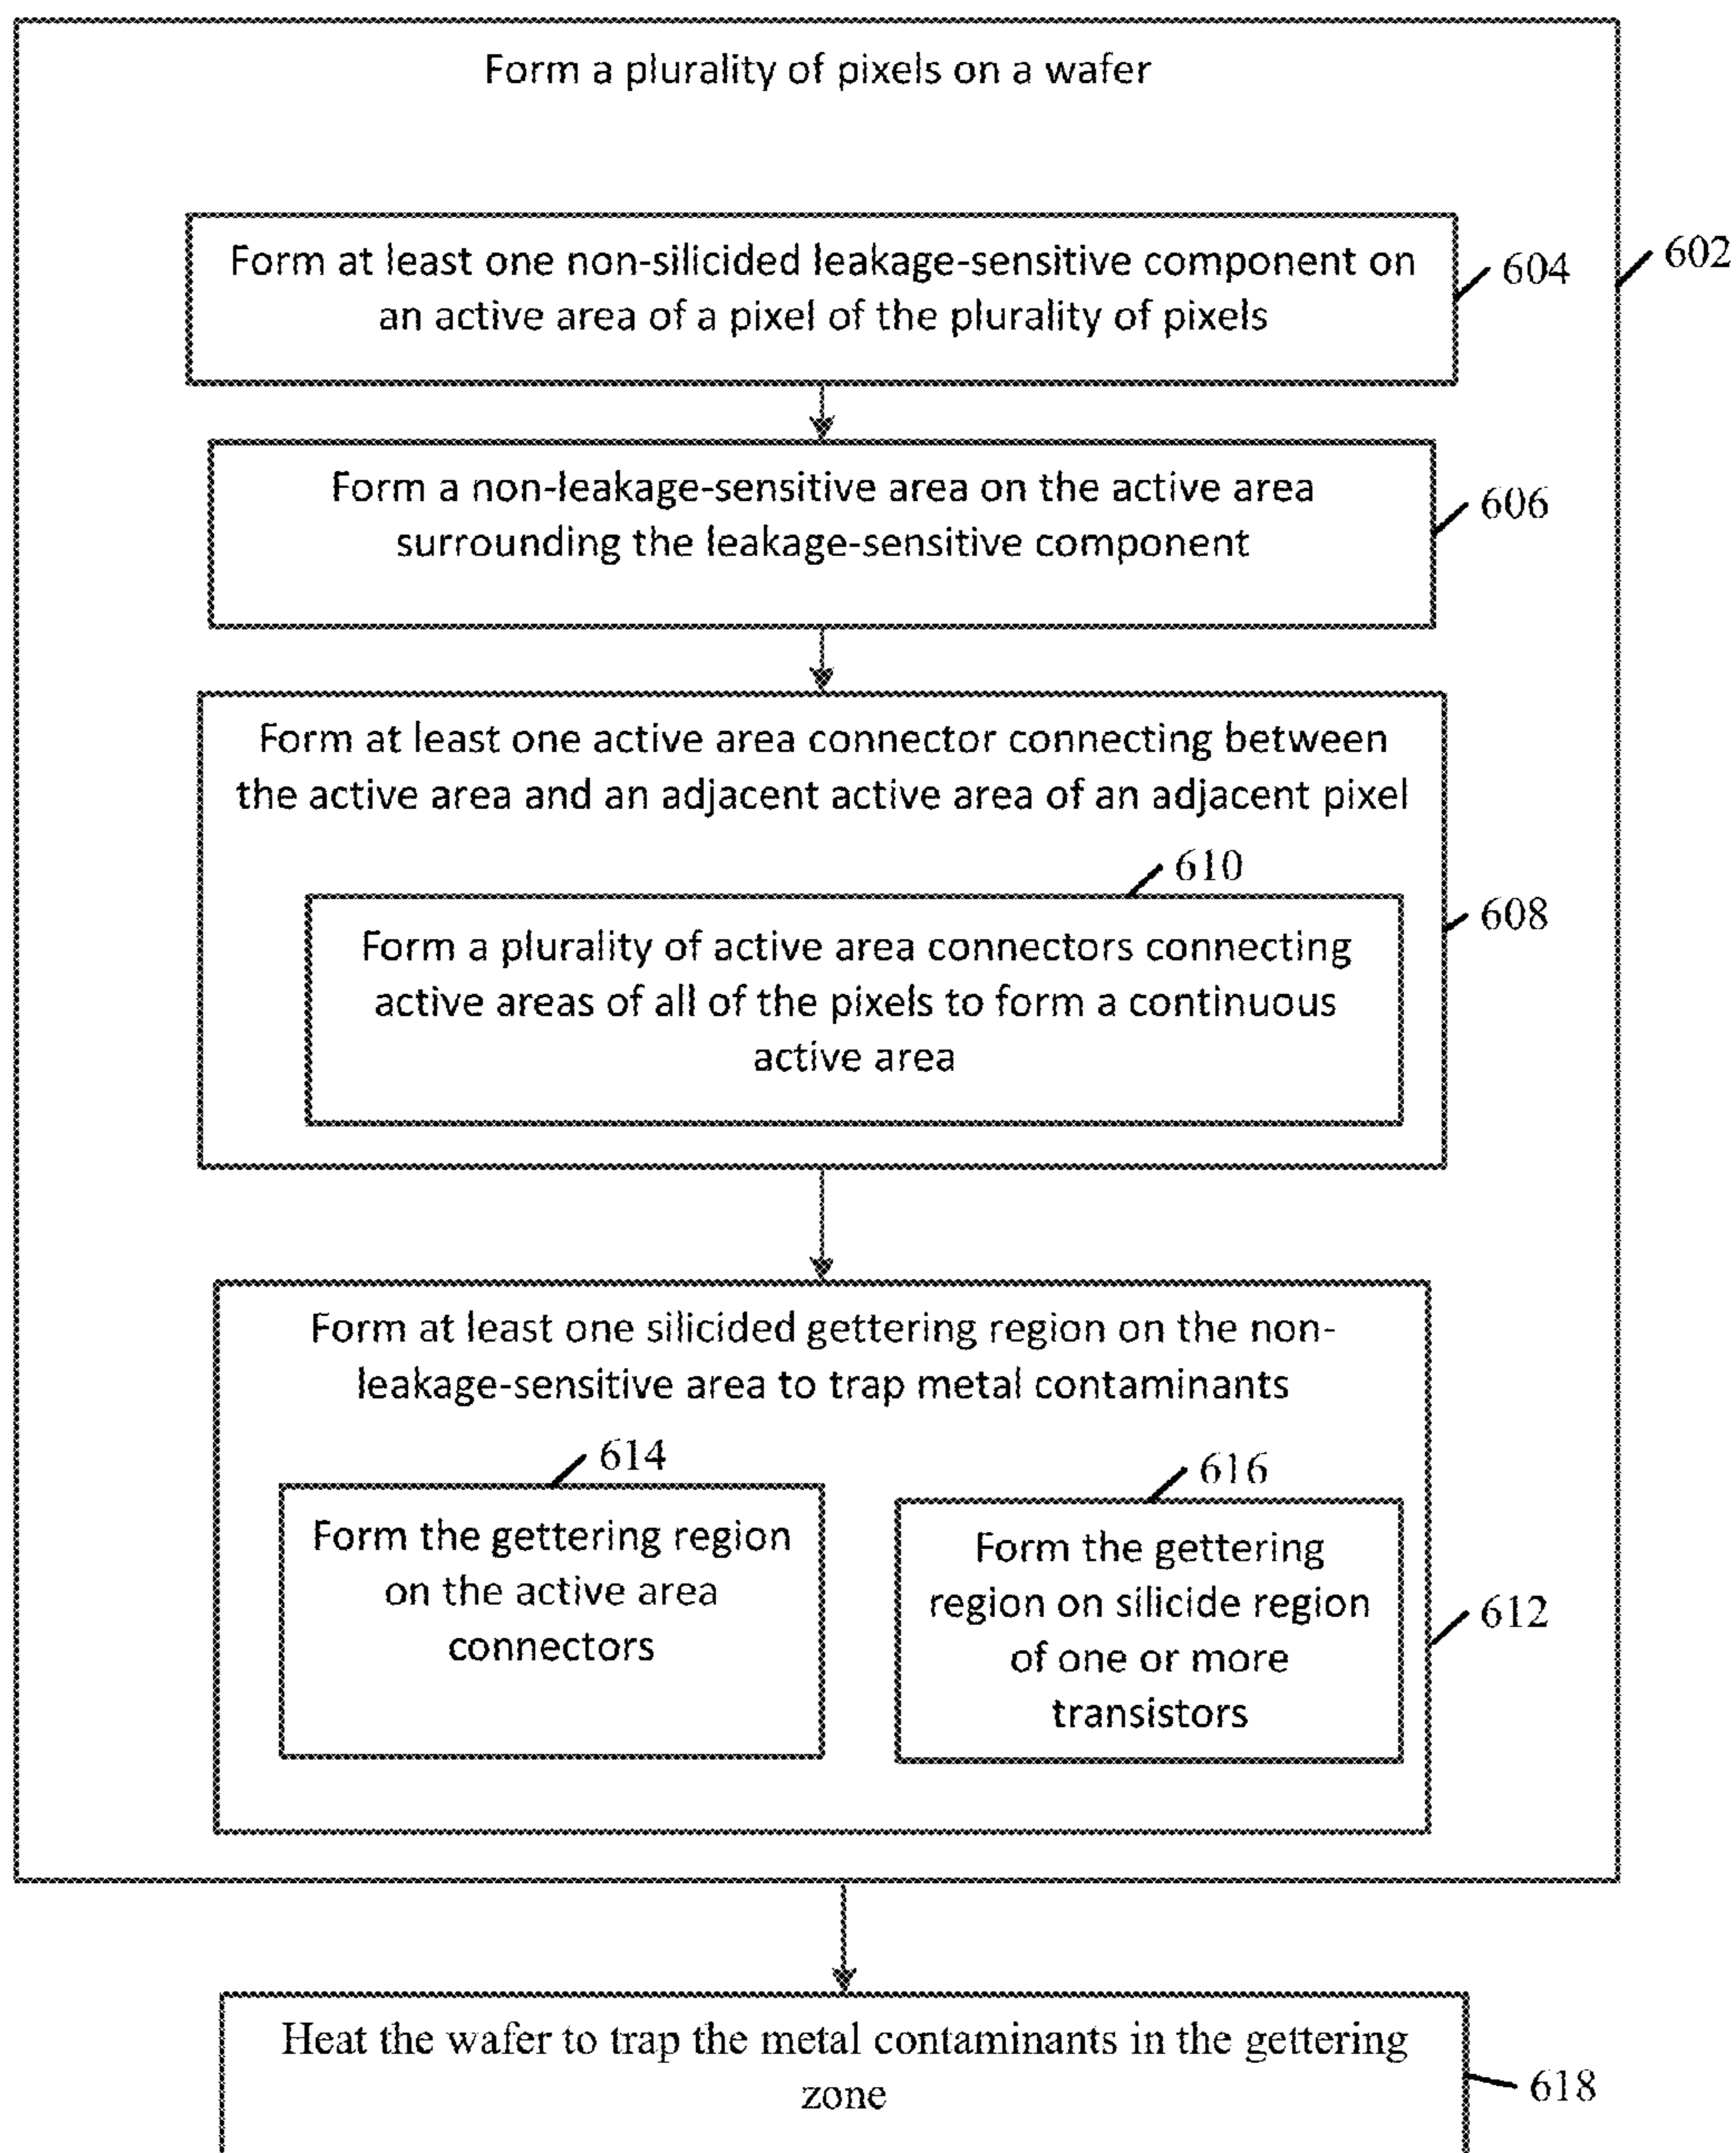 Form a plurality of pixels on a wafer
602
Form at least one non-silicided leakage-sensitive component on
an active area of a pixel of the plurality of pixels
604
Form a non-leakage-sensitive area on the active area
surrounding the leakage-sensitive component
606
Form at least one active area connector connecting between
the active area and an adjacent active area of an adjacent pixel
608
610
Form a plurality of active area connectors connecting
active areas of all of the pixels to form a continuous
active area
Form at least one silicided gettering region on the non-
leakage-sensitive area to trap metal contaminants
612
614
Form the gettering region
on the active area
connectors
616
Form the gettering
region on silicide region
of one or more
transistors
Heat the wafer to trap the metal contaminants in the gettering
zone
618